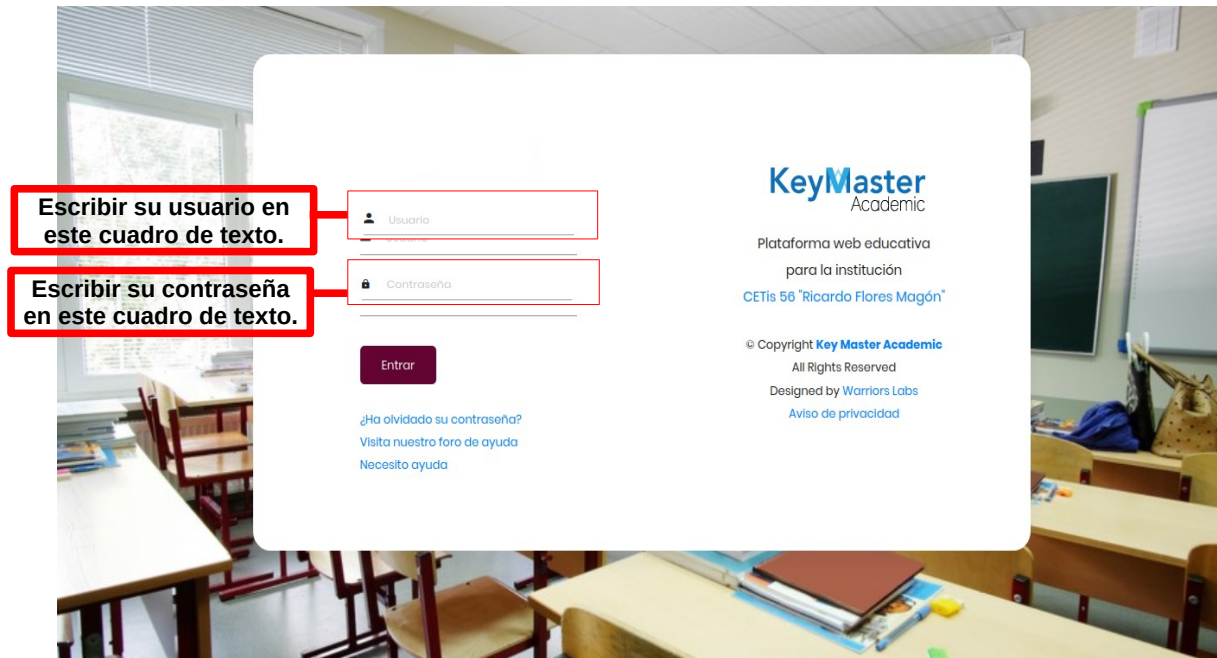 Escribir su usuario en
este cuadro de texto.
Usuario
Escribir su contraseña
en este cuadro de texto.
Contraseña
Entrar
¿Ha olvidado su contraseña?
Visita nuestro foro de ayuda
Necesito ayuda
KeyMaster
Academic
Plataforma web educativa
para la institución
CETis 56 "Ricardo Flores Magón"
© Copyright Key Master Academic
All Rights Reserved
Designed by Warriors Labs
Aviso de privacidad